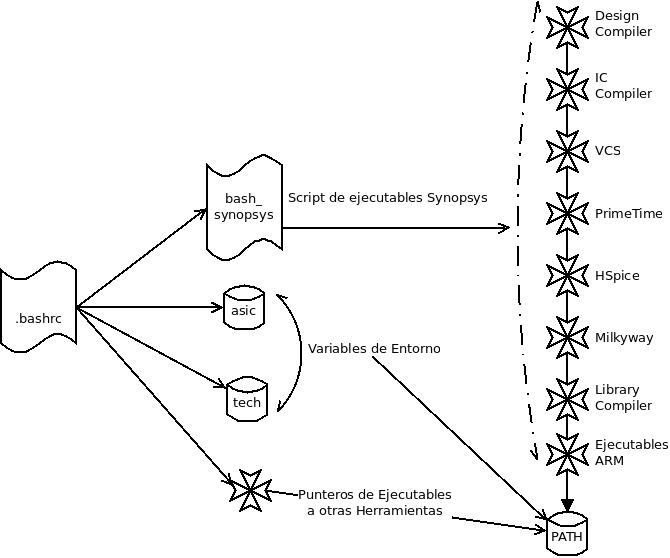 Design
Compiler
IC
Compiler
VCS
bash_
synopsys
Script de ejecutables Synopsys
PrimeTime
HSpice
.bashrc
asic
Variables de Entorno
Milkyway
tech
Library
Compiler
Ejecutables
ARM
Punteros de Ejecutables
a otras Herramientas
PATH